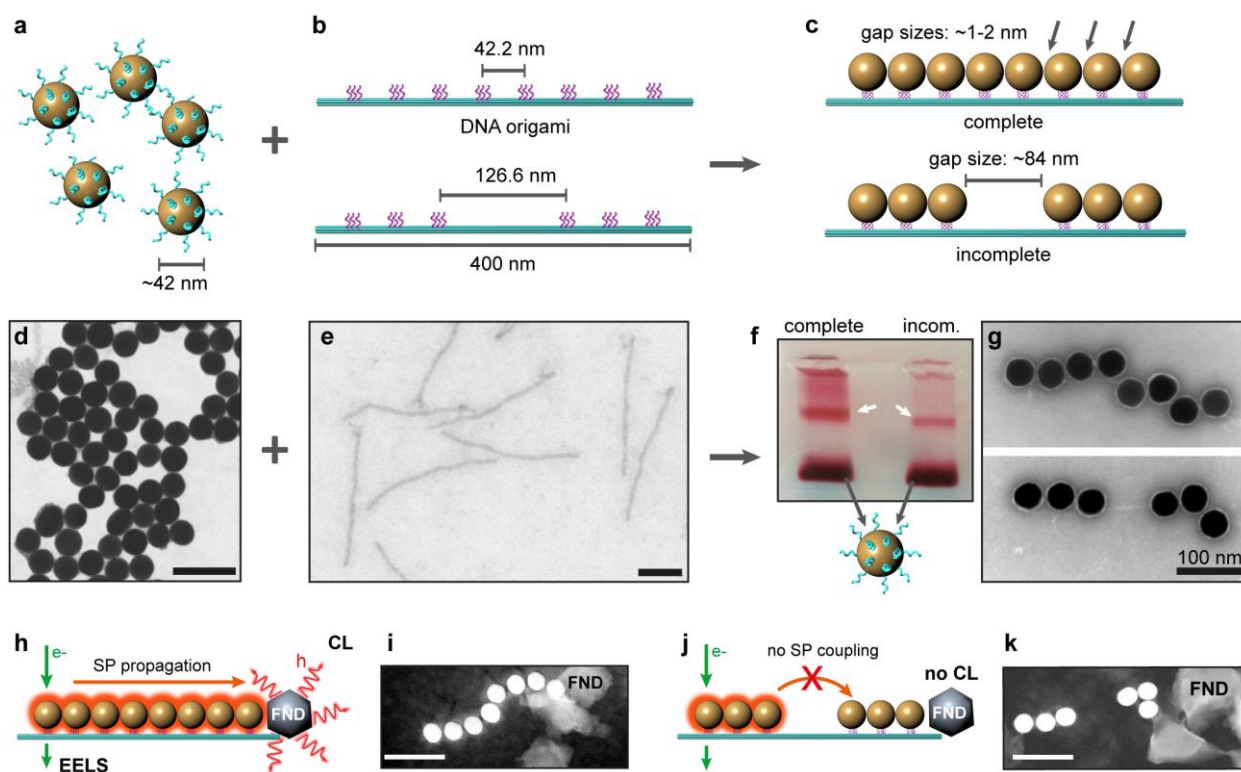 a
b
42.2 nm
DNA origami
126.6 nm
400 nm
~42 nm
c
gap sizes: ~1-2 nm
complete
gap size: ~84 nm
incomplete
d
e
f
complete incom.
g
100 nm
h
e-
SP propagation
CL
h
FND
EELS
i
FND
j
e-
no SP coupling
X
no CL
FND
k
FND